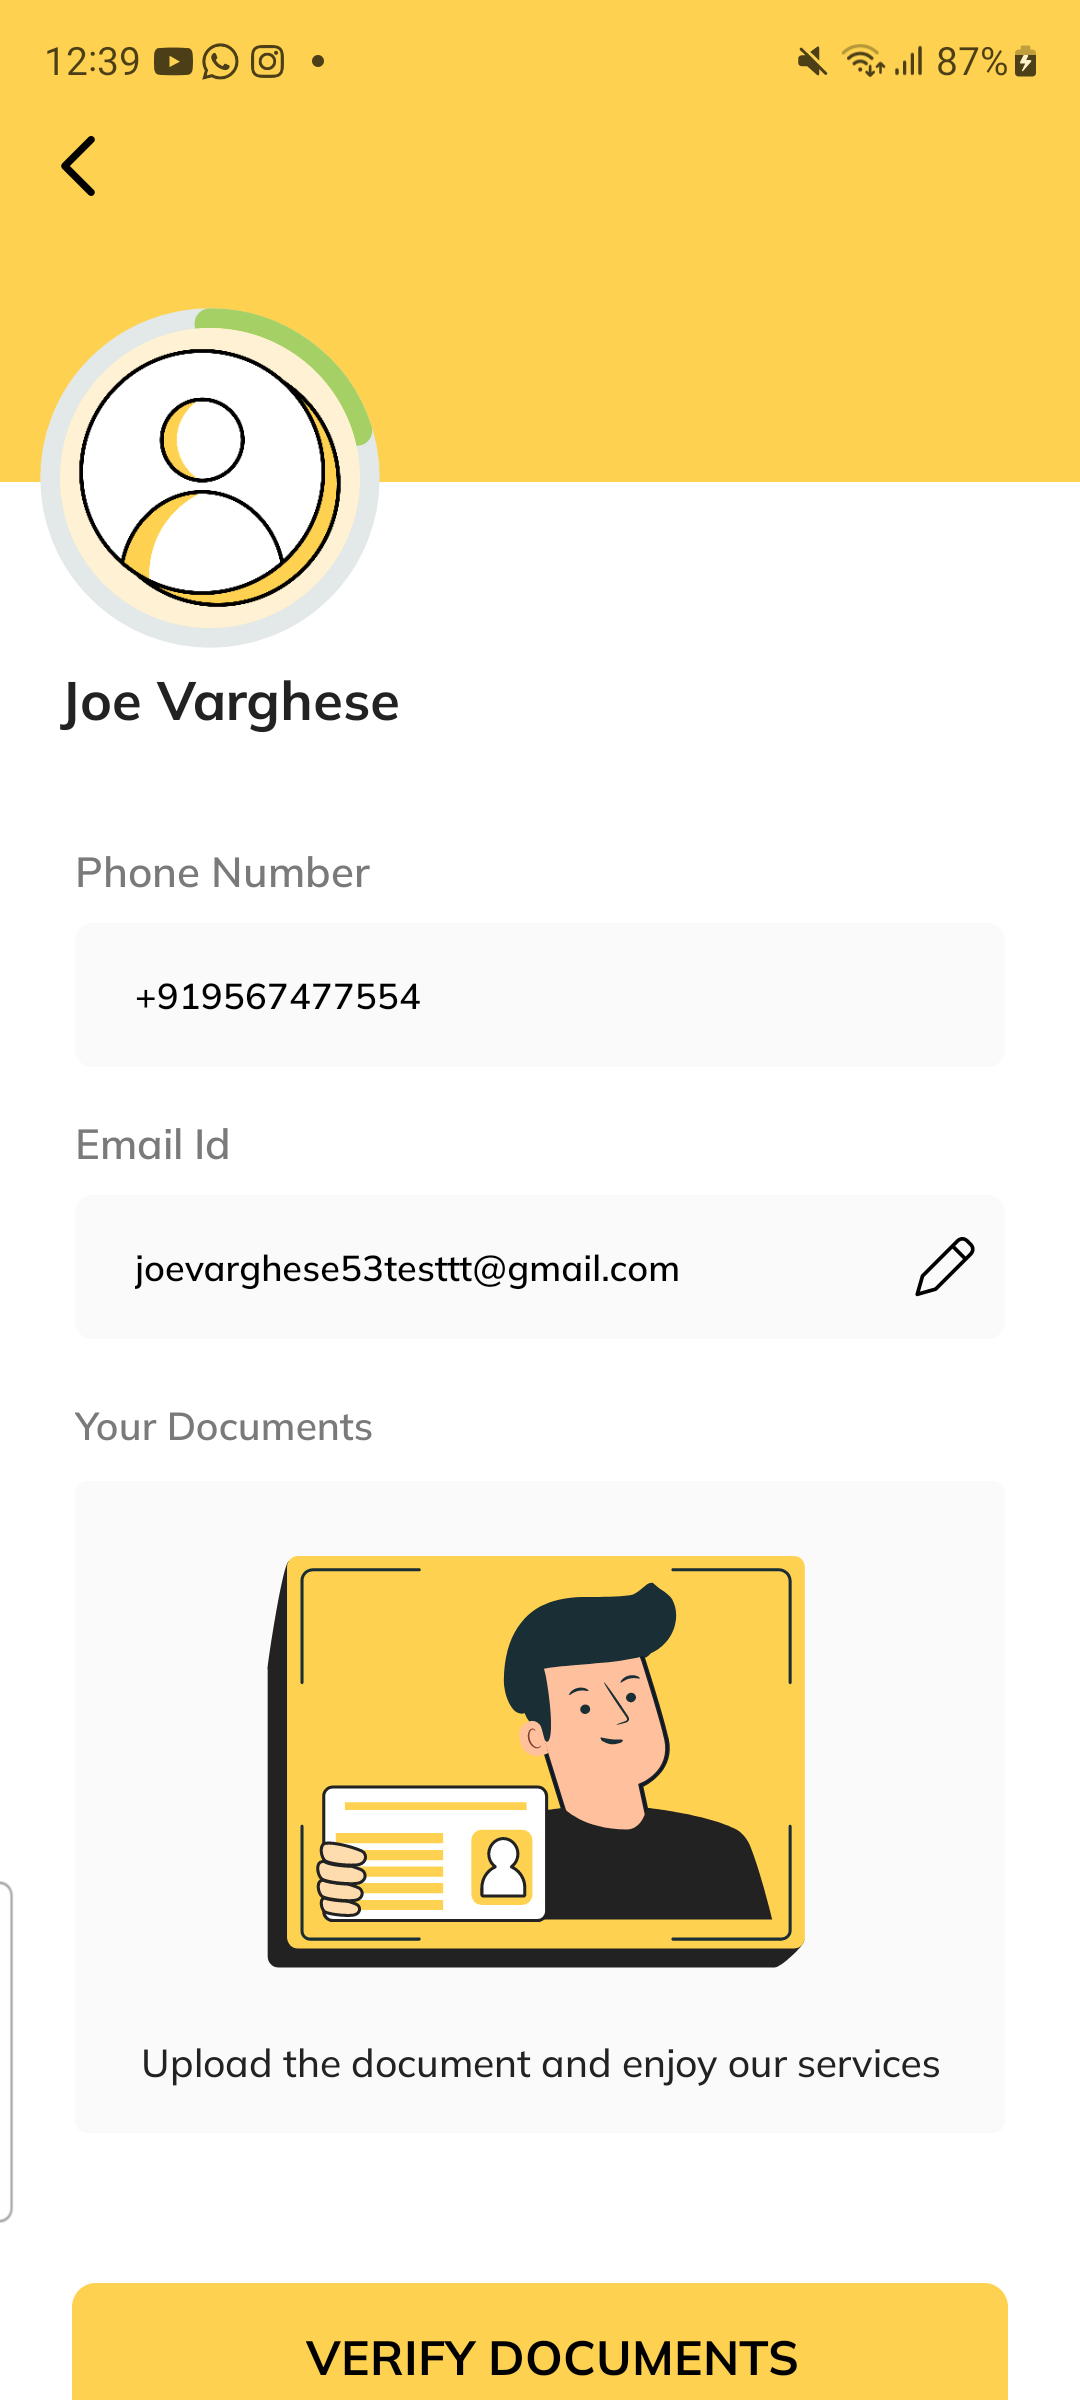 12:39 87%
Joe Varghese
Phone Number
+919567477554
Email Id
joevarghese53testtt@gmail.com
Your Documents
Upload the document and enjoy our services
VERIFY DOCUMENTS